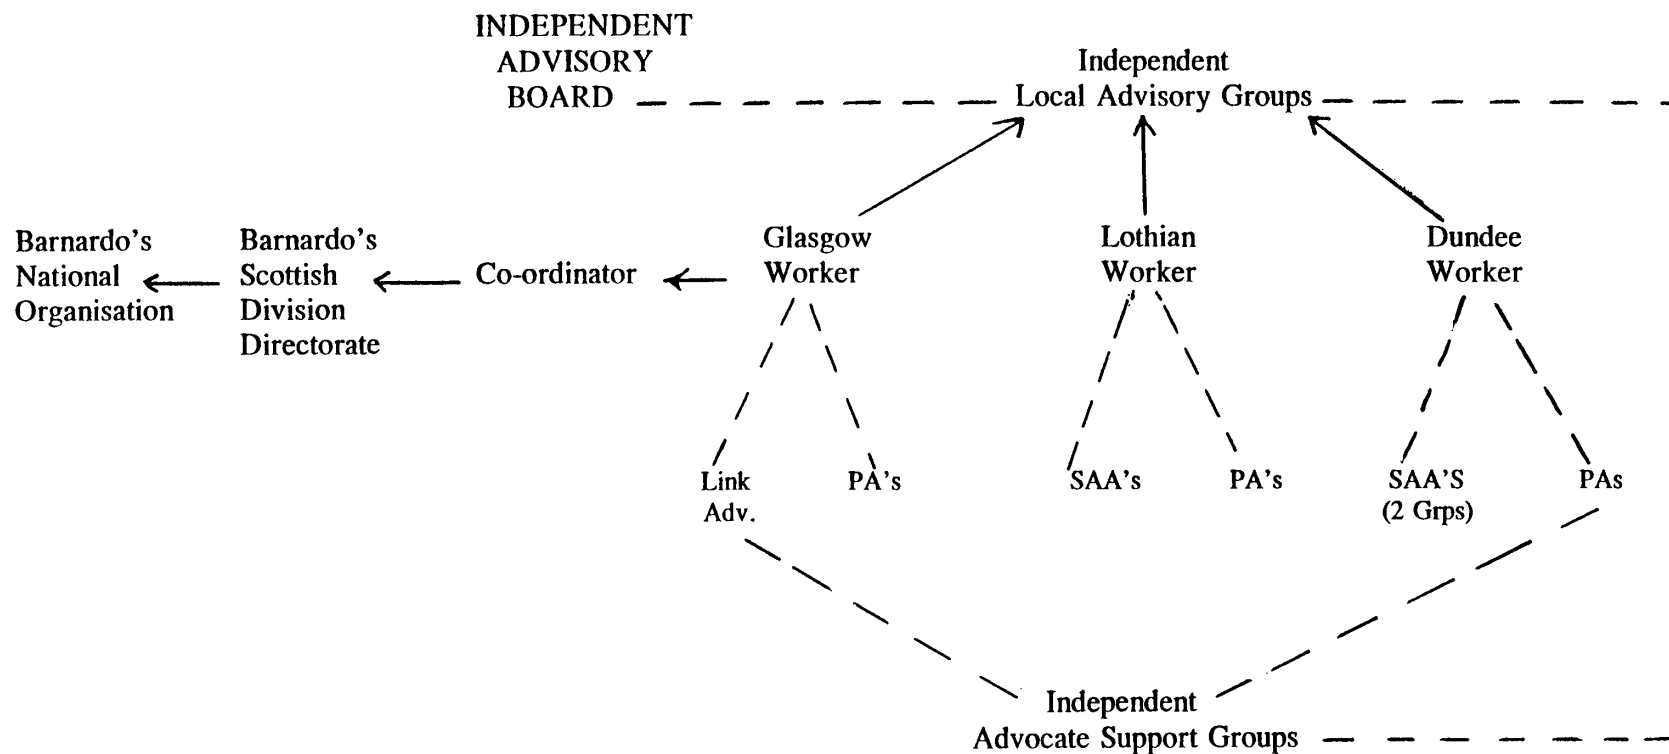 INDEPENDENT
ADVISORY
BOARD
Independent
Local Advisory Groups
Barnardo's
National
Organisation
Barnardo's
Scottish
Division
Directorate
Co-ordinator
Glasgow
Worker
Lothian
Worker
Dundee
Worker
Link
Adv.
PA's
SAA's
PA's
SAA'S
(2 Grps)
PAs
Independent
Advocate Support Groups